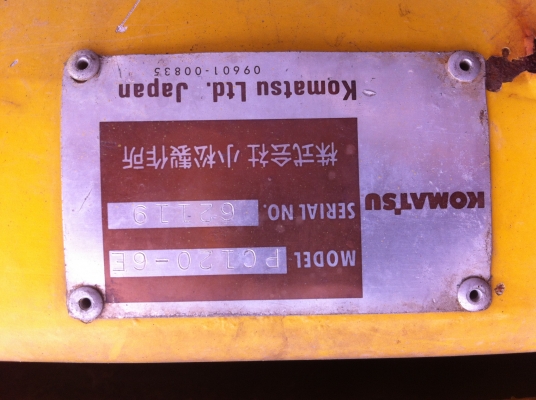 KOMATSU
MODEL PC120-6E
SERIAL NO. 62119
株式会社 小松製作所
Komatsu Ltd. Japan
09601-00835